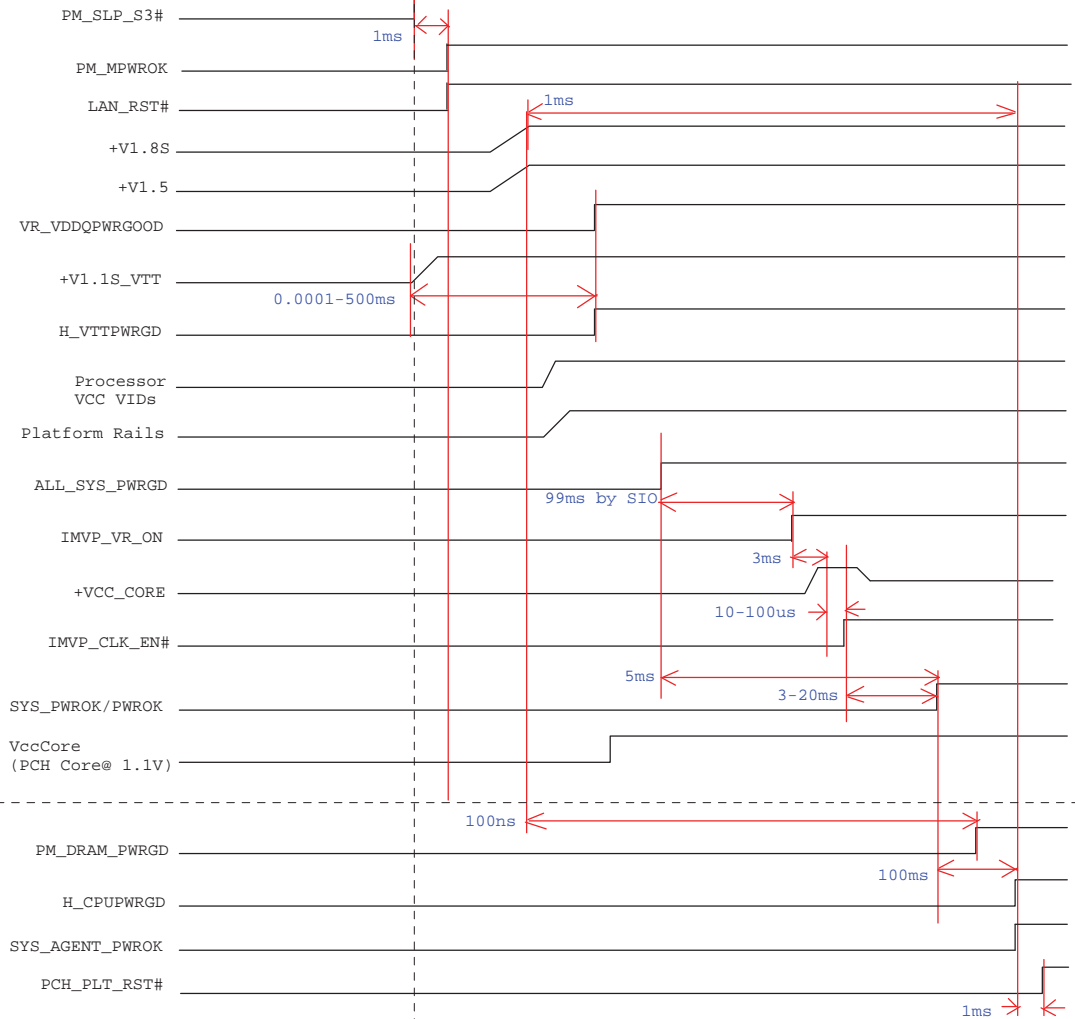 PM_SLP_S3#
1ms
PM_MPWROK
LAN_RST#
1ms
+V1.8S
+V1.5
VR_VDDQPWRGOOD
+V1.1S_VTT
0.0001-500ms
H_VTTPWRGD
Processor
VCC VIDs
Platform Rails
ALL_SYS_PWRGD
99ms by SIO
IMVP_VR_ON
3ms
+VCC_CORE
10-100us
IMVP_CLK_EN#
5ms
3-20ms
SYS_PWROK/PWROK
VccCore
(PCH Core@ 1.1V)
100ns
PM_DRAM_PWRGD
100ms
H_CPUPWRGD
SYS_AGENT_PWROK
PCH_PLT_RST#
1ms